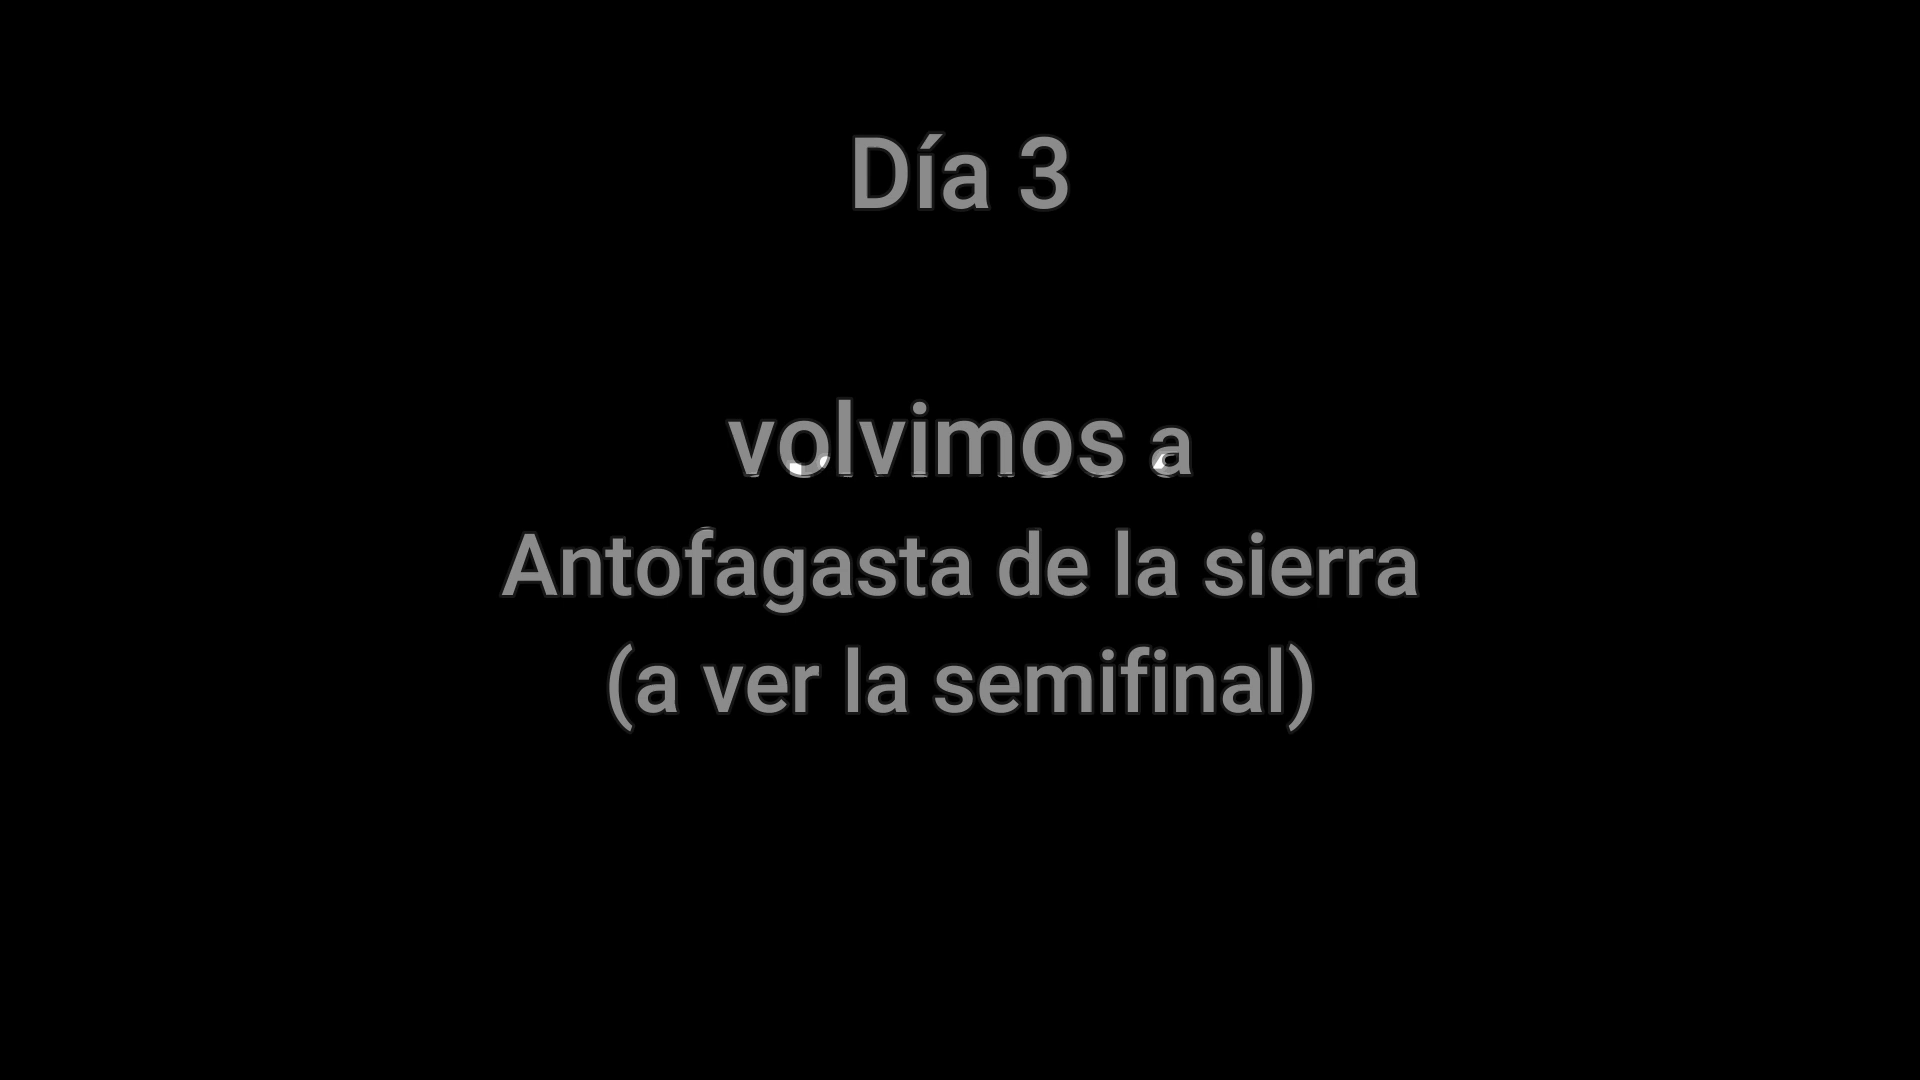 Día 3
volvimos a
Antofagasta de la sierra
(a ver la semifinal)